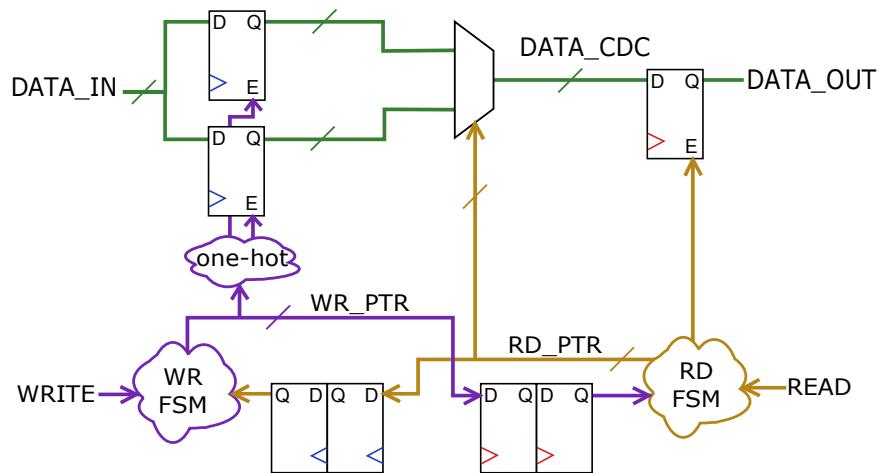 D Q
E
DATA_IN
D Q
E
DATA_CDC
D Q
E
DATA_OUT
one-hot
WR_PTR
RD_PTR
WRITE
WR
FSM
Q D Q D
D Q D Q
RD
FSM
READ